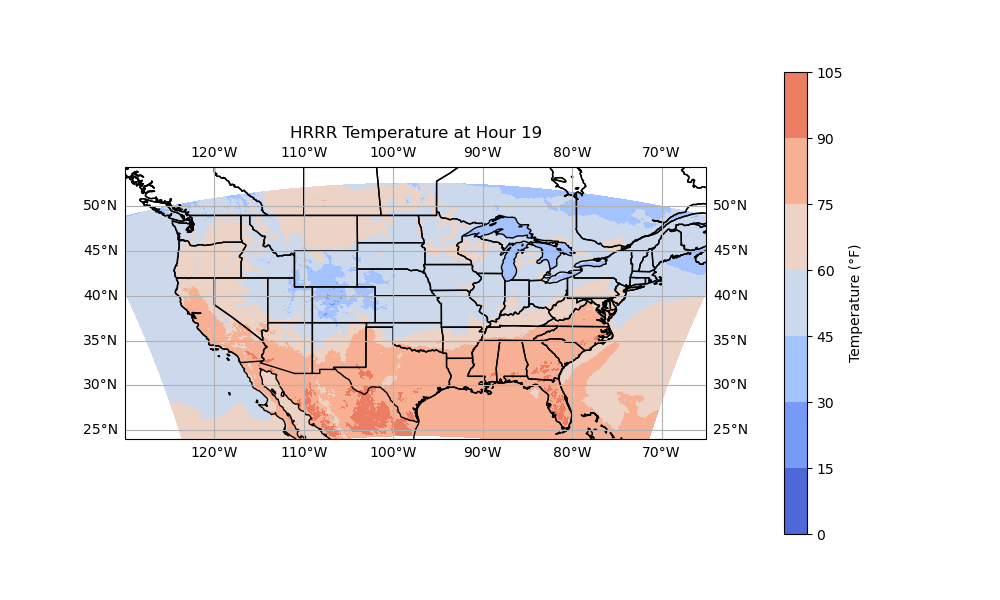 HRRR Temperature at Hour 19
120°W 110°W 100°W 90°W 80°W 70°W
50°N 50°N
45°N 45°N
40°N 40°N
35°N 35°N
30°N 30°N
25°N 25°N
120°W 110°W 100°W 90°W 80°W 70°W
105
90
75
60
45
30
15
0
Temperature (°F)